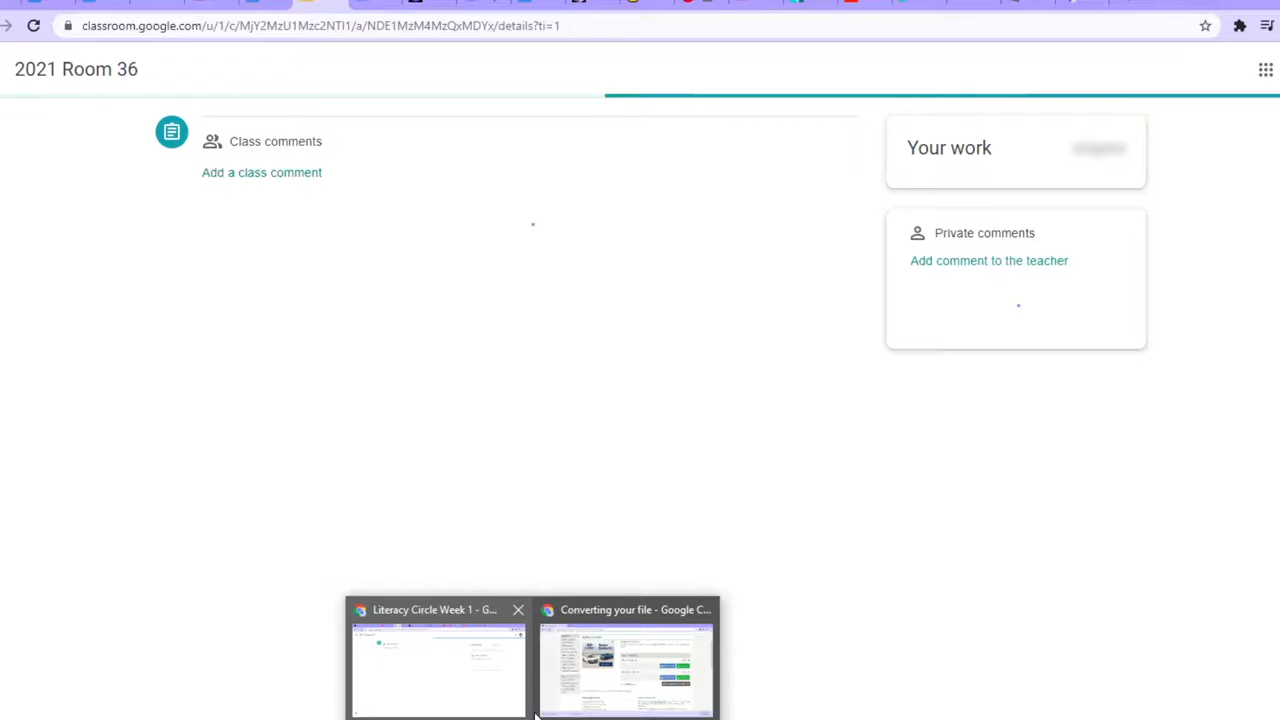 classroom.google.com/u/1/c/MjY2MzU1Mzc2NTI1/a/NDE1MzM4MzQxMDYx/details?ti=1
2021 Room 36
Class comments
Add a class comment
Your work
Private comments
Add comment to the teacher
Literacy Circle Week 1 - G...
Converting your file - Google C...